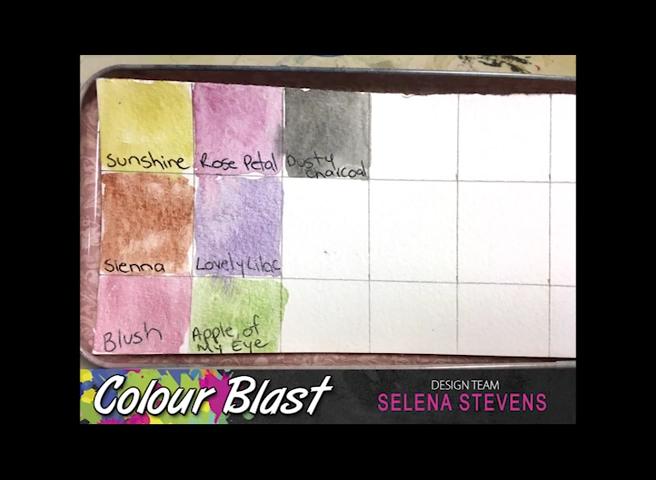 Sunshine
Rose Petal
Dusty
Charcoal
Sienna
Lovely Lilac
Blush
Apple of
My Eye
Colour Blast
DESIGN TEAM
SELENA STEVENS